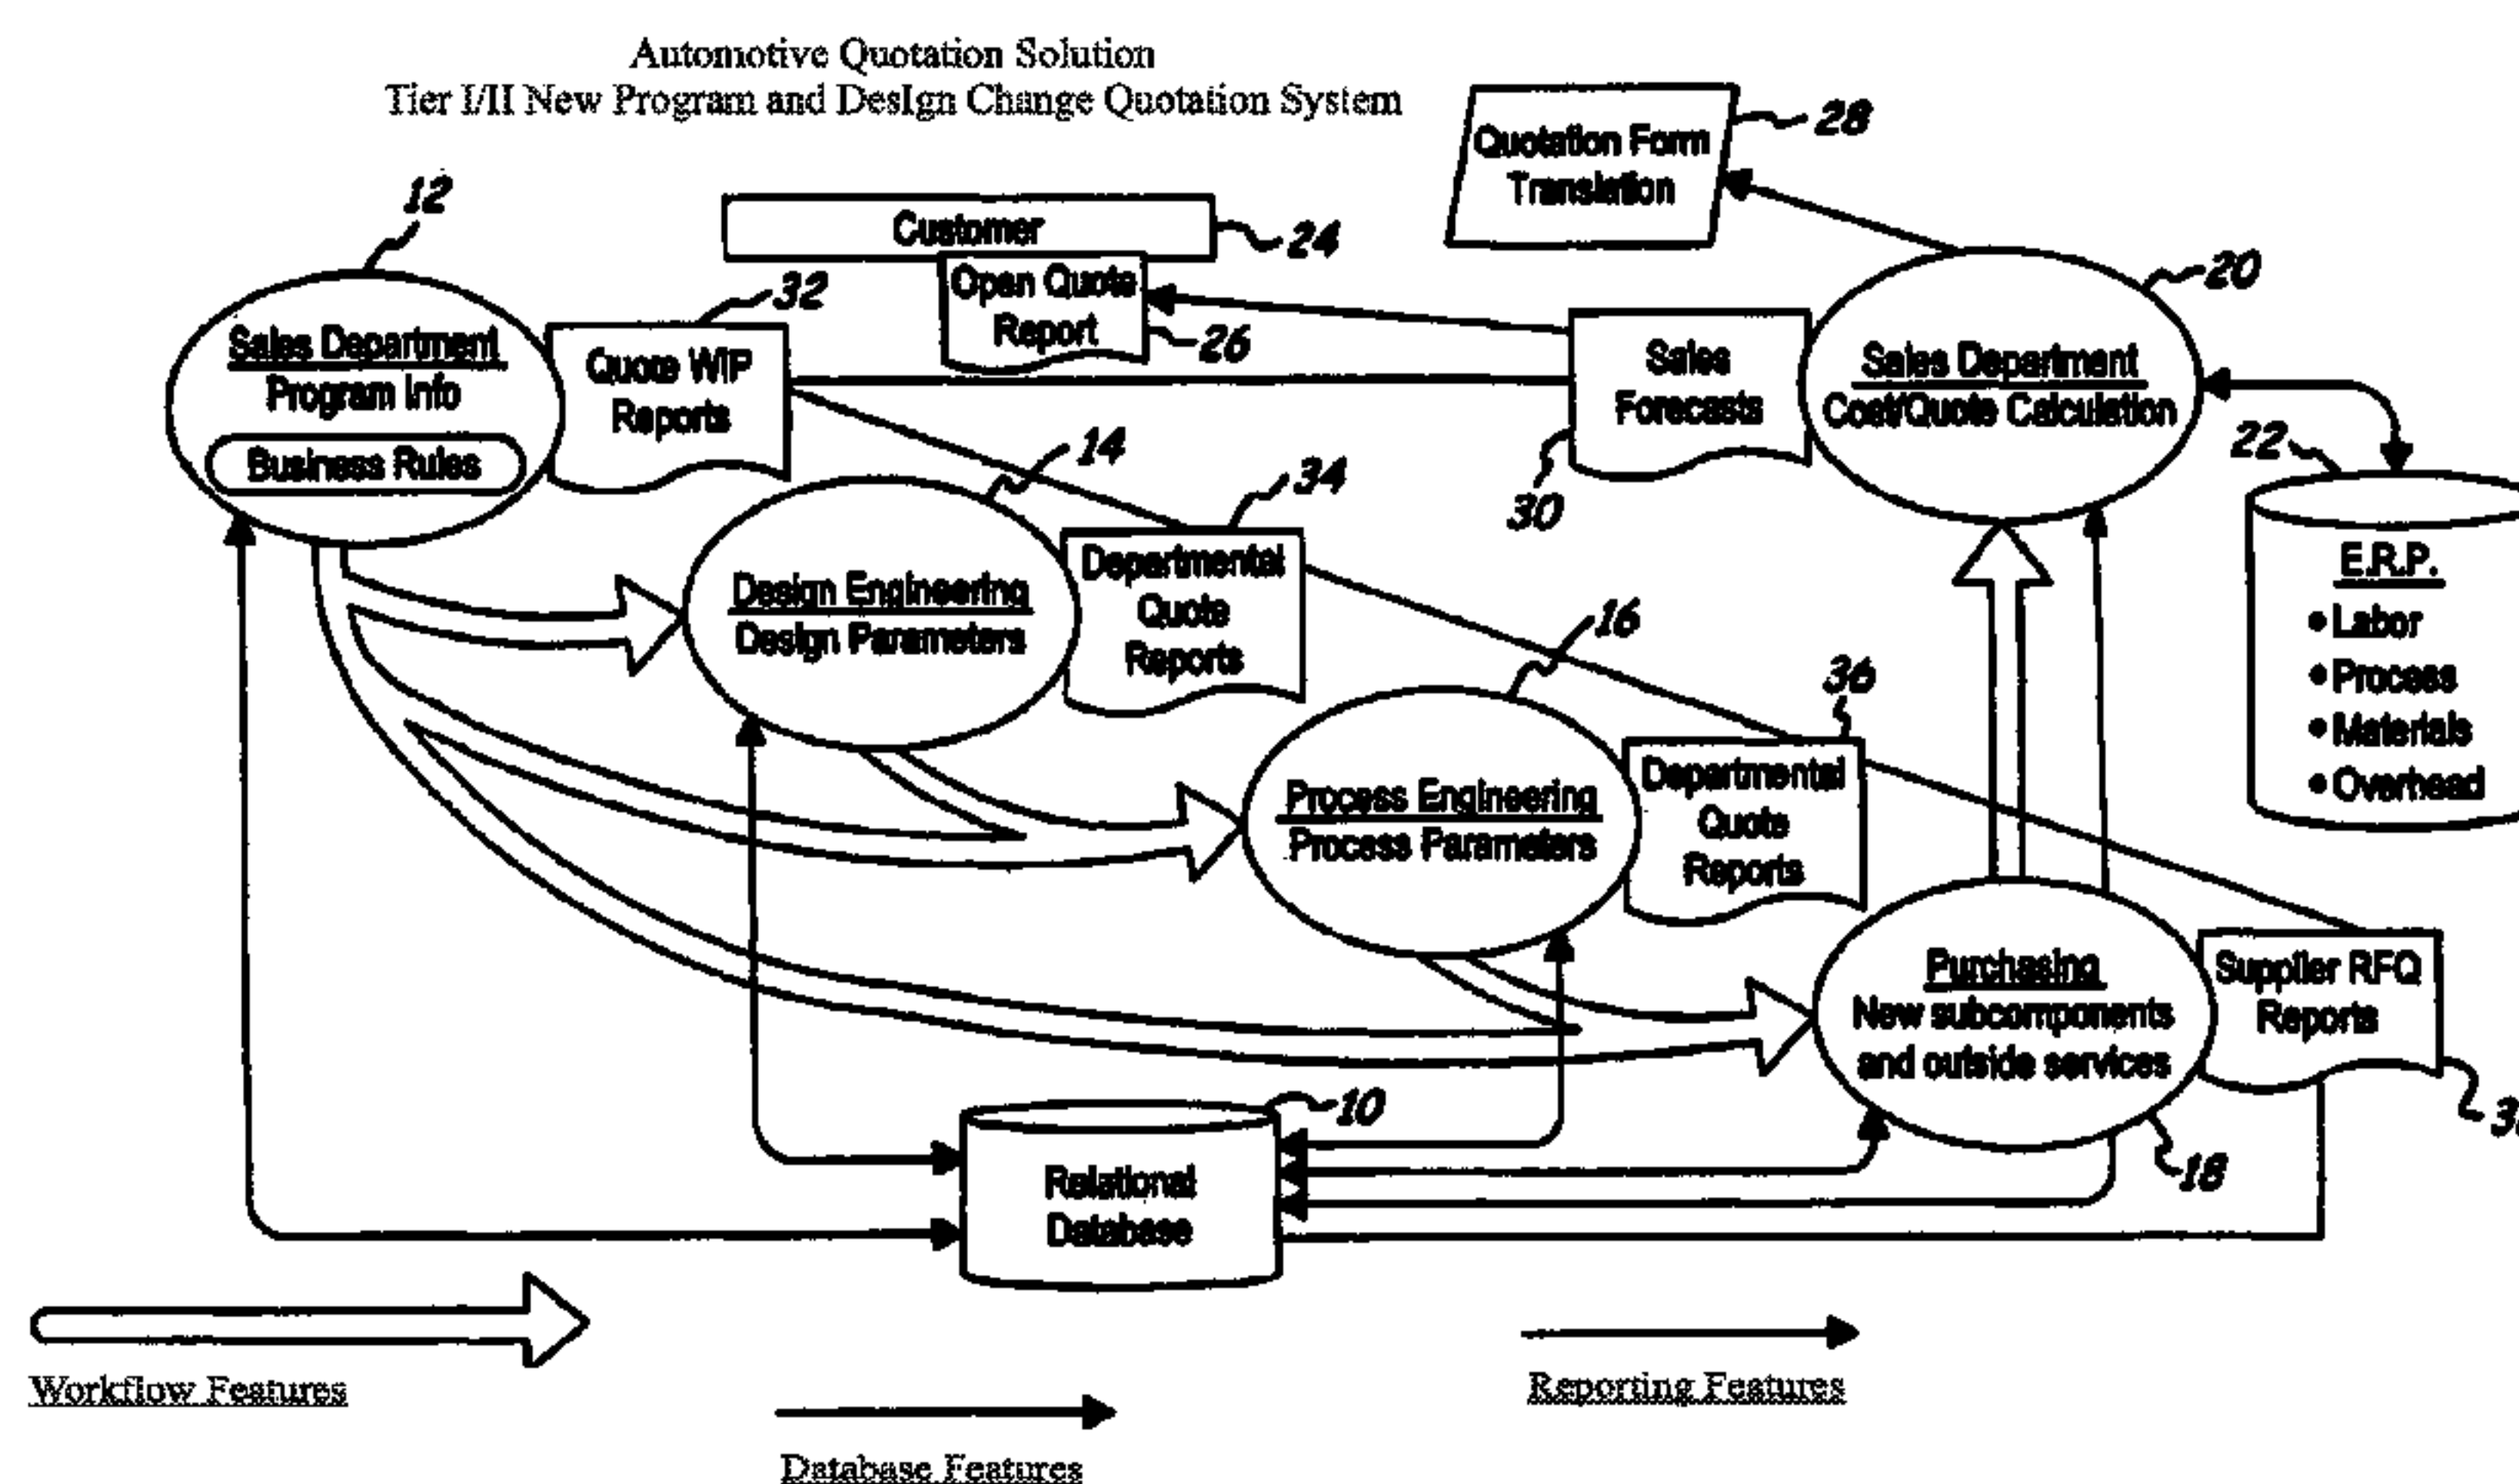 Automotive Quotation Solution
Tier I/II New Program and DesIgn Change Quotation System
12
Sales Department
Program Info
Business Rules
32
Quote WIP
Reports
Customer
24
Open Quote
Report
26
Quotation Form
Translation
28
Sales
Forecasts
30
20
Sales Department
Cost/Quote Calculation
22
E.R.P.
• Labor
• Process
• Materials
• Overhead
14
Design Engineering
Design Parameters
34
Departmental
Quote
Reports
16
Process Engineering
Process Parameters
36
Departmental
Quote
Reports
Purchasing
New subcomponents
and outside services
18
Supplier RFQ
Reports
10
Relational
Database
Workflow Features
Database Features
Reporting Features